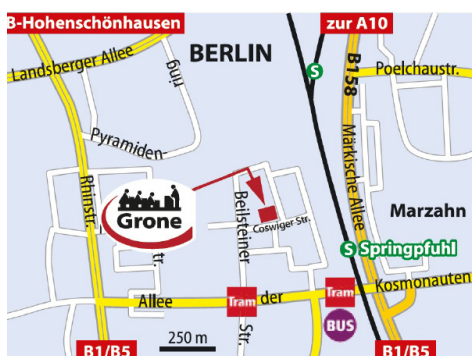 B-Hohenschönhausen
zur A10
BERLIN
Landsberger Allee
ring
S
B158
Poelchaustr.
Pyramiden-
Rhinstr.
Grone
Beilsteiner
Coswiger Str.
Märkische Allee
Marzahn
tr.
S Springpfuhl
Allee
Tram
der
Tram
Kosmonauten
BUS
Str.
250 m
B1/B5
B1/B5